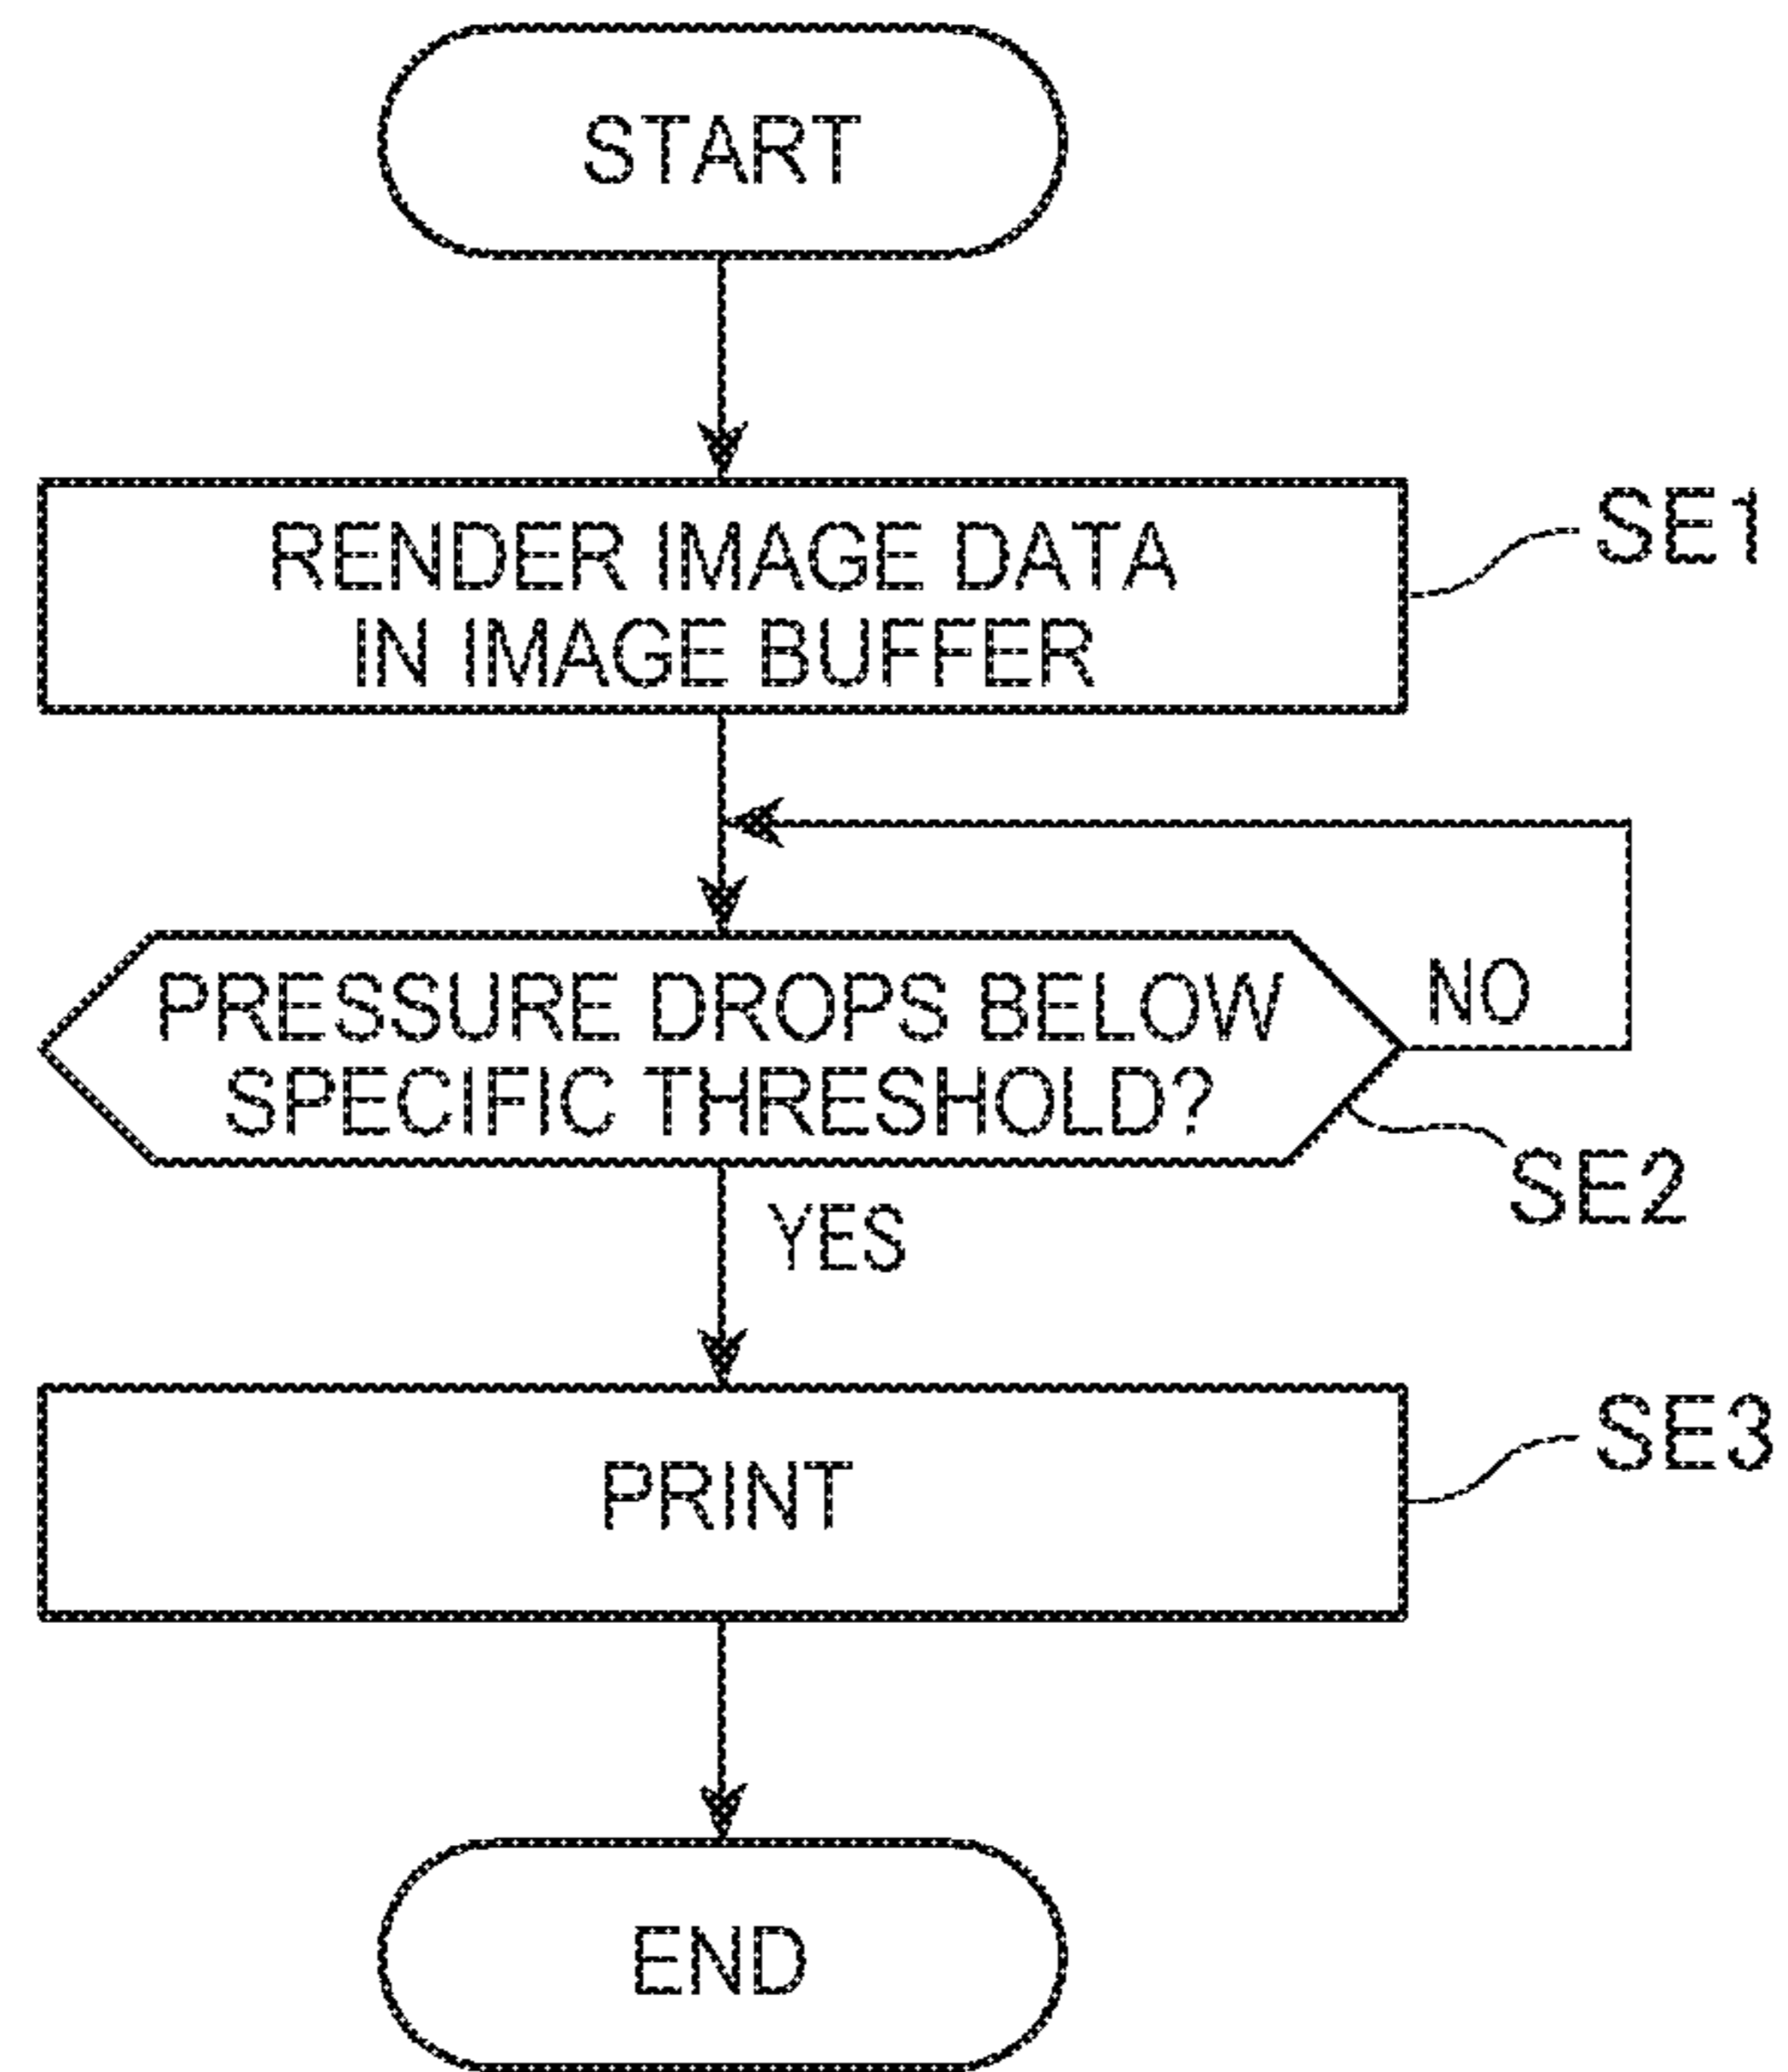 START
RENDER IMAGE DATA
IN IMAGE BUFFER
SE1
PRESSURE DROPS BELOW
SPECIFIC THRESHOLD?
NO
SE2
YES
PRINT
SE3
END